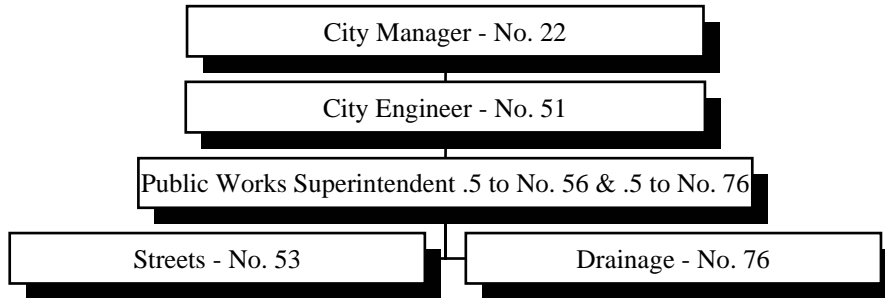 City Manager - No. 22
City Engineer - No. 51
Public Works Superintendent .5 to No. 56 & .5 to No. 76
Streets - No. 53
Drainage - No. 76